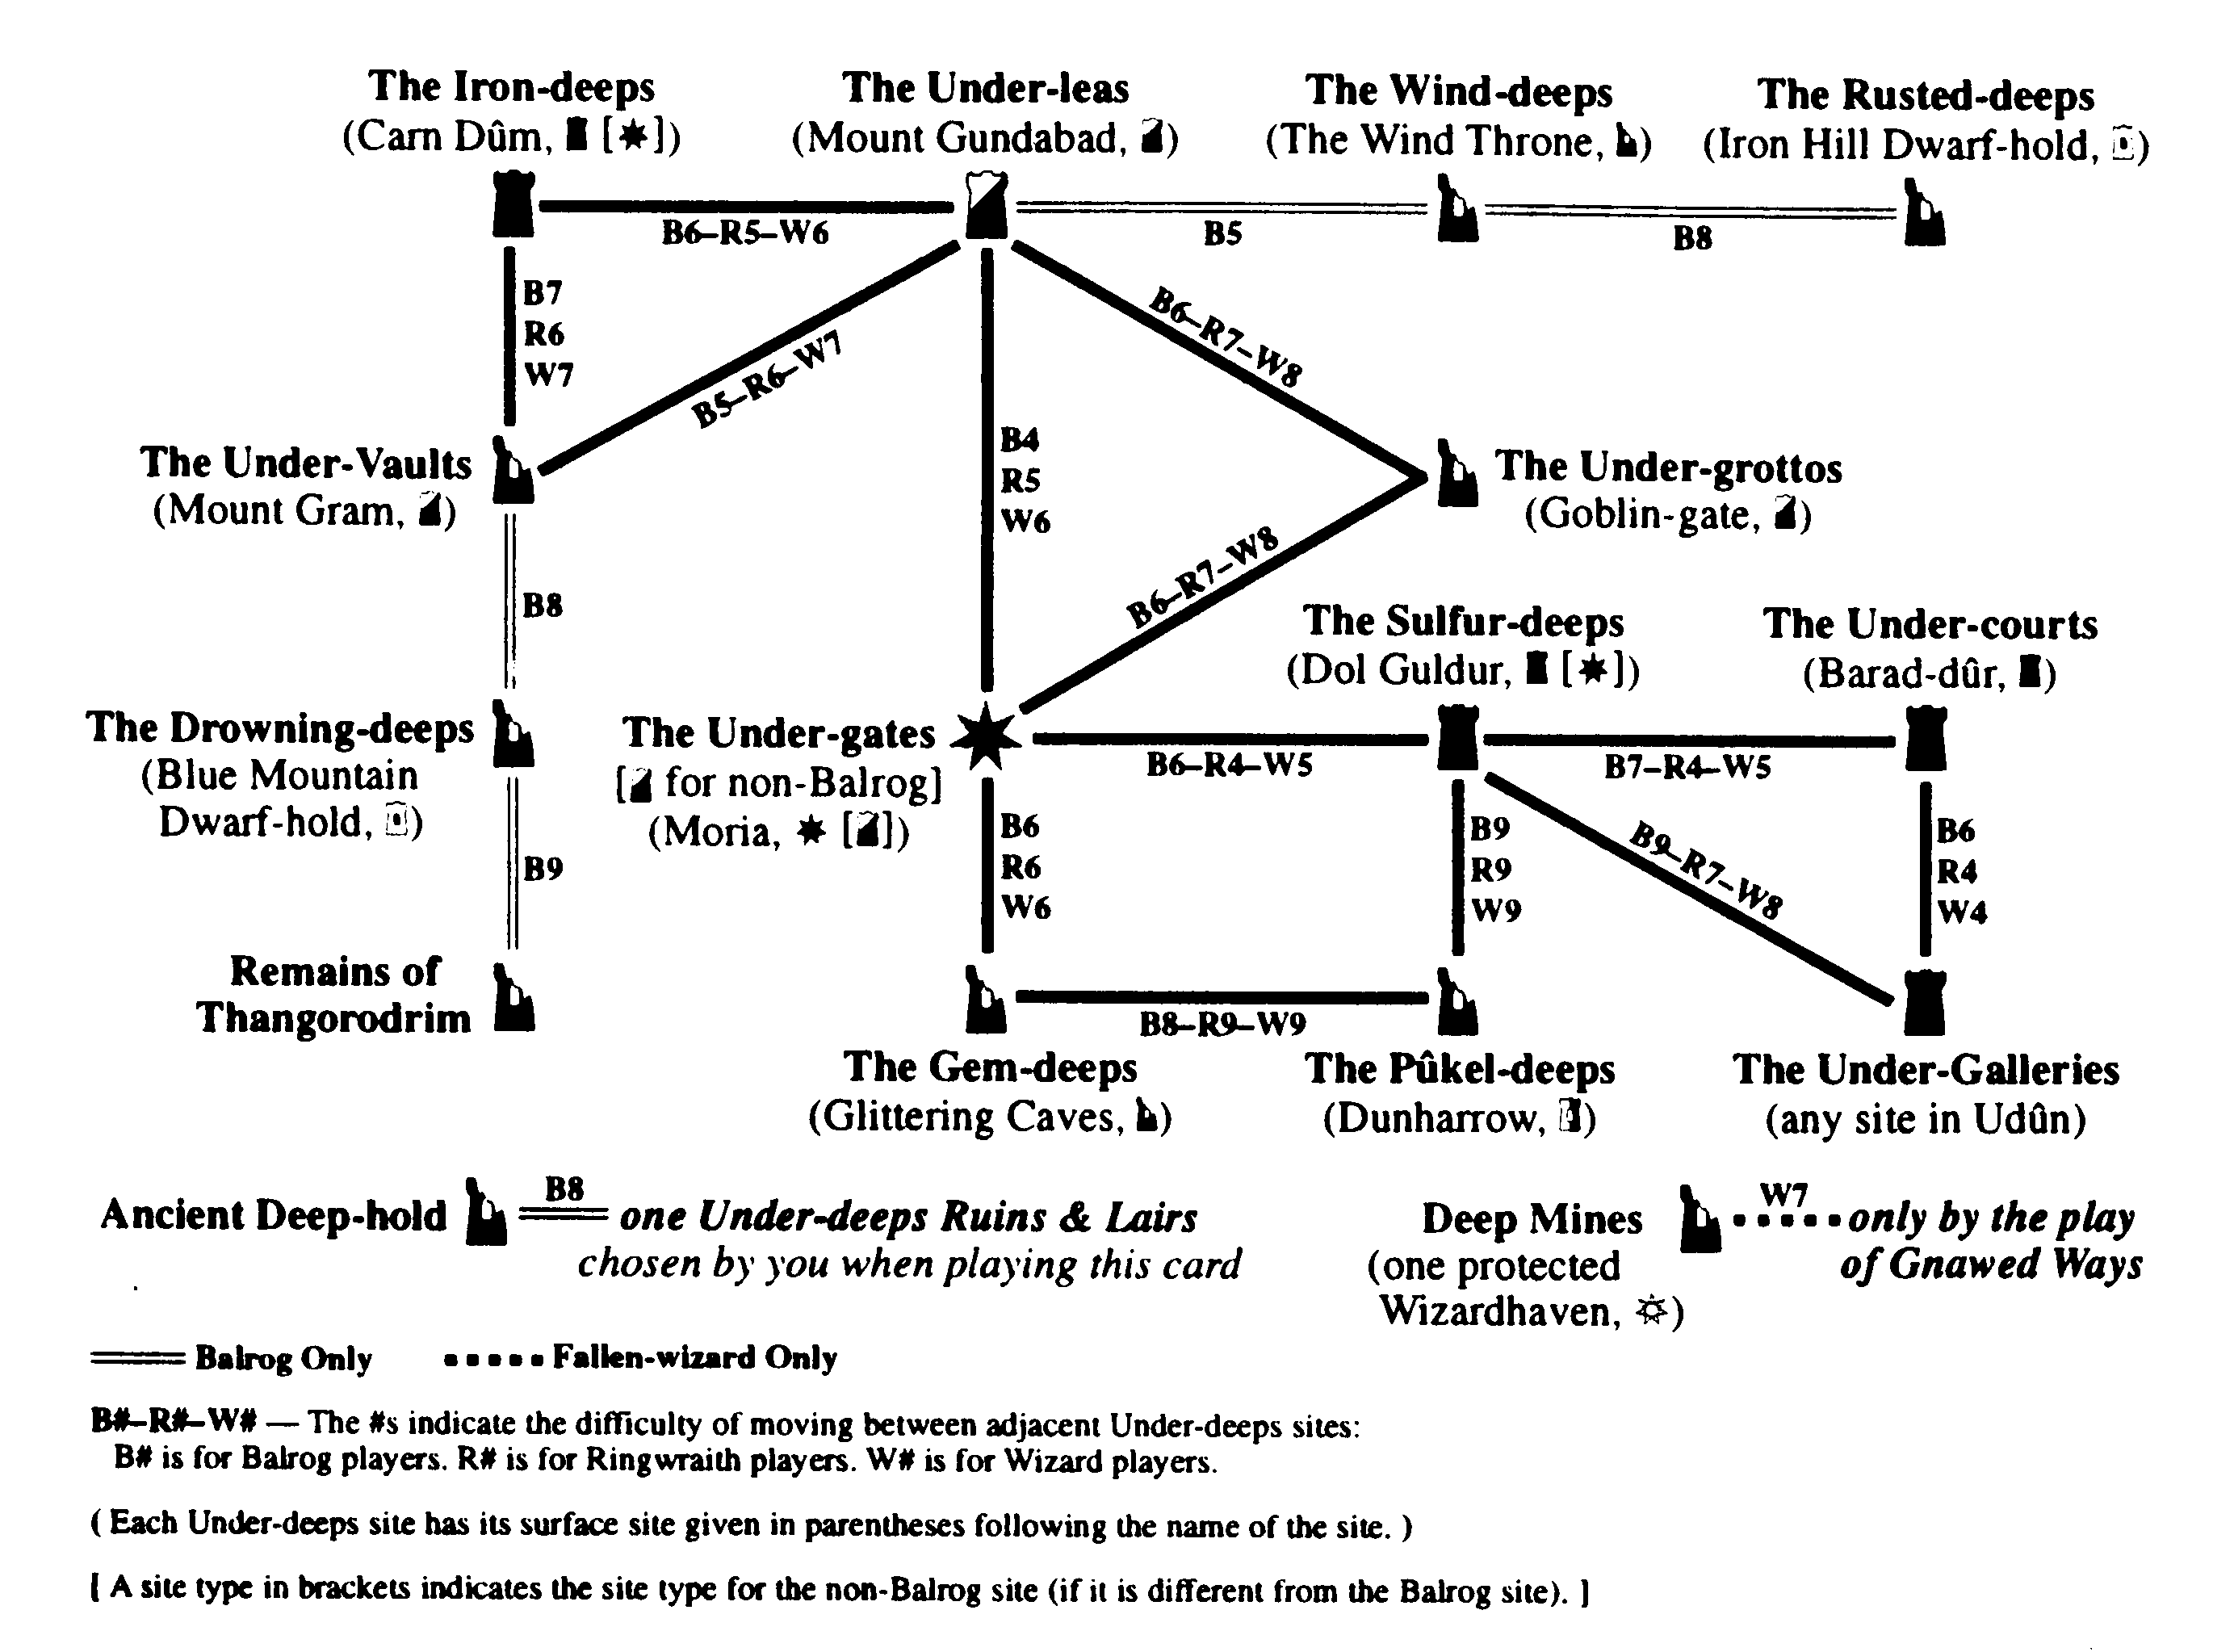 The Iron-deeps
(Carn Dûm, [✷])
The Under-leas
(Mount Gundabad, )
The Wind-deeps
(The Wind Throne, )
The Rusted-deeps
(Iron Hill Dwarf-hold, )
B6–R5–W6
B5
B8
B7
R6
W7
B5–R6–W7
B6–R7–W8
B4
R5
W6
The Under-Vaults
(Mount Gram, )
The Under-grottos
(Goblin-gate, )
B8
B6–R7–W8
The Sulfur-deeps
(Dol Guldur, [✷])
The Under-courts
(Barad-dûr, )
The Drowning-deeps
(Blue Mountain
Dwarf-hold, )
The Under-gates
[ for non-Balrog]
(Moria, ✷ [ ])
B6–R4–W5
B7–R4–W5
B9
B6
R6
W6
B9
R9
W9
B9–R7–W8
B6
R4
W4
Remains of
Thangorodrim
B8–R9–W9
The Gem-deeps
(Glittering Caves, )
The Pûkel-deeps
(Dunharrow, )
The Under-Galleries
(any site in Udûn)
Ancient Deep-hold
B8
one Under-deeps Ruins & Lairs
chosen by you when playing this card
Deep Mines
(one protected
Wizardhaven, ✡)
W7
only by the play
of Gnawed Ways
Balrog Only
Fallen-wizard Only
B#–R#–W# — The #s indicate the difficulty of moving between adjacent Under-deeps sites:
B# is for Balrog players. R# is for Ringwraith players. W# is for Wizard players.
( Each Under-deeps site has its surface site given in parentheses following the name of the site. )
[ A site type in brackets indicates the site type for the non-Balrog site (if it is different from the Balrog site). ]